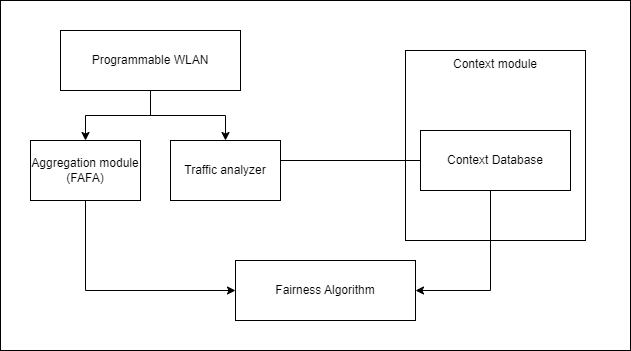 Programmable WLAN
Context module
Aggregation module
(FAFA)
Traffic analyzer
Context Database
Fairness Algorithm